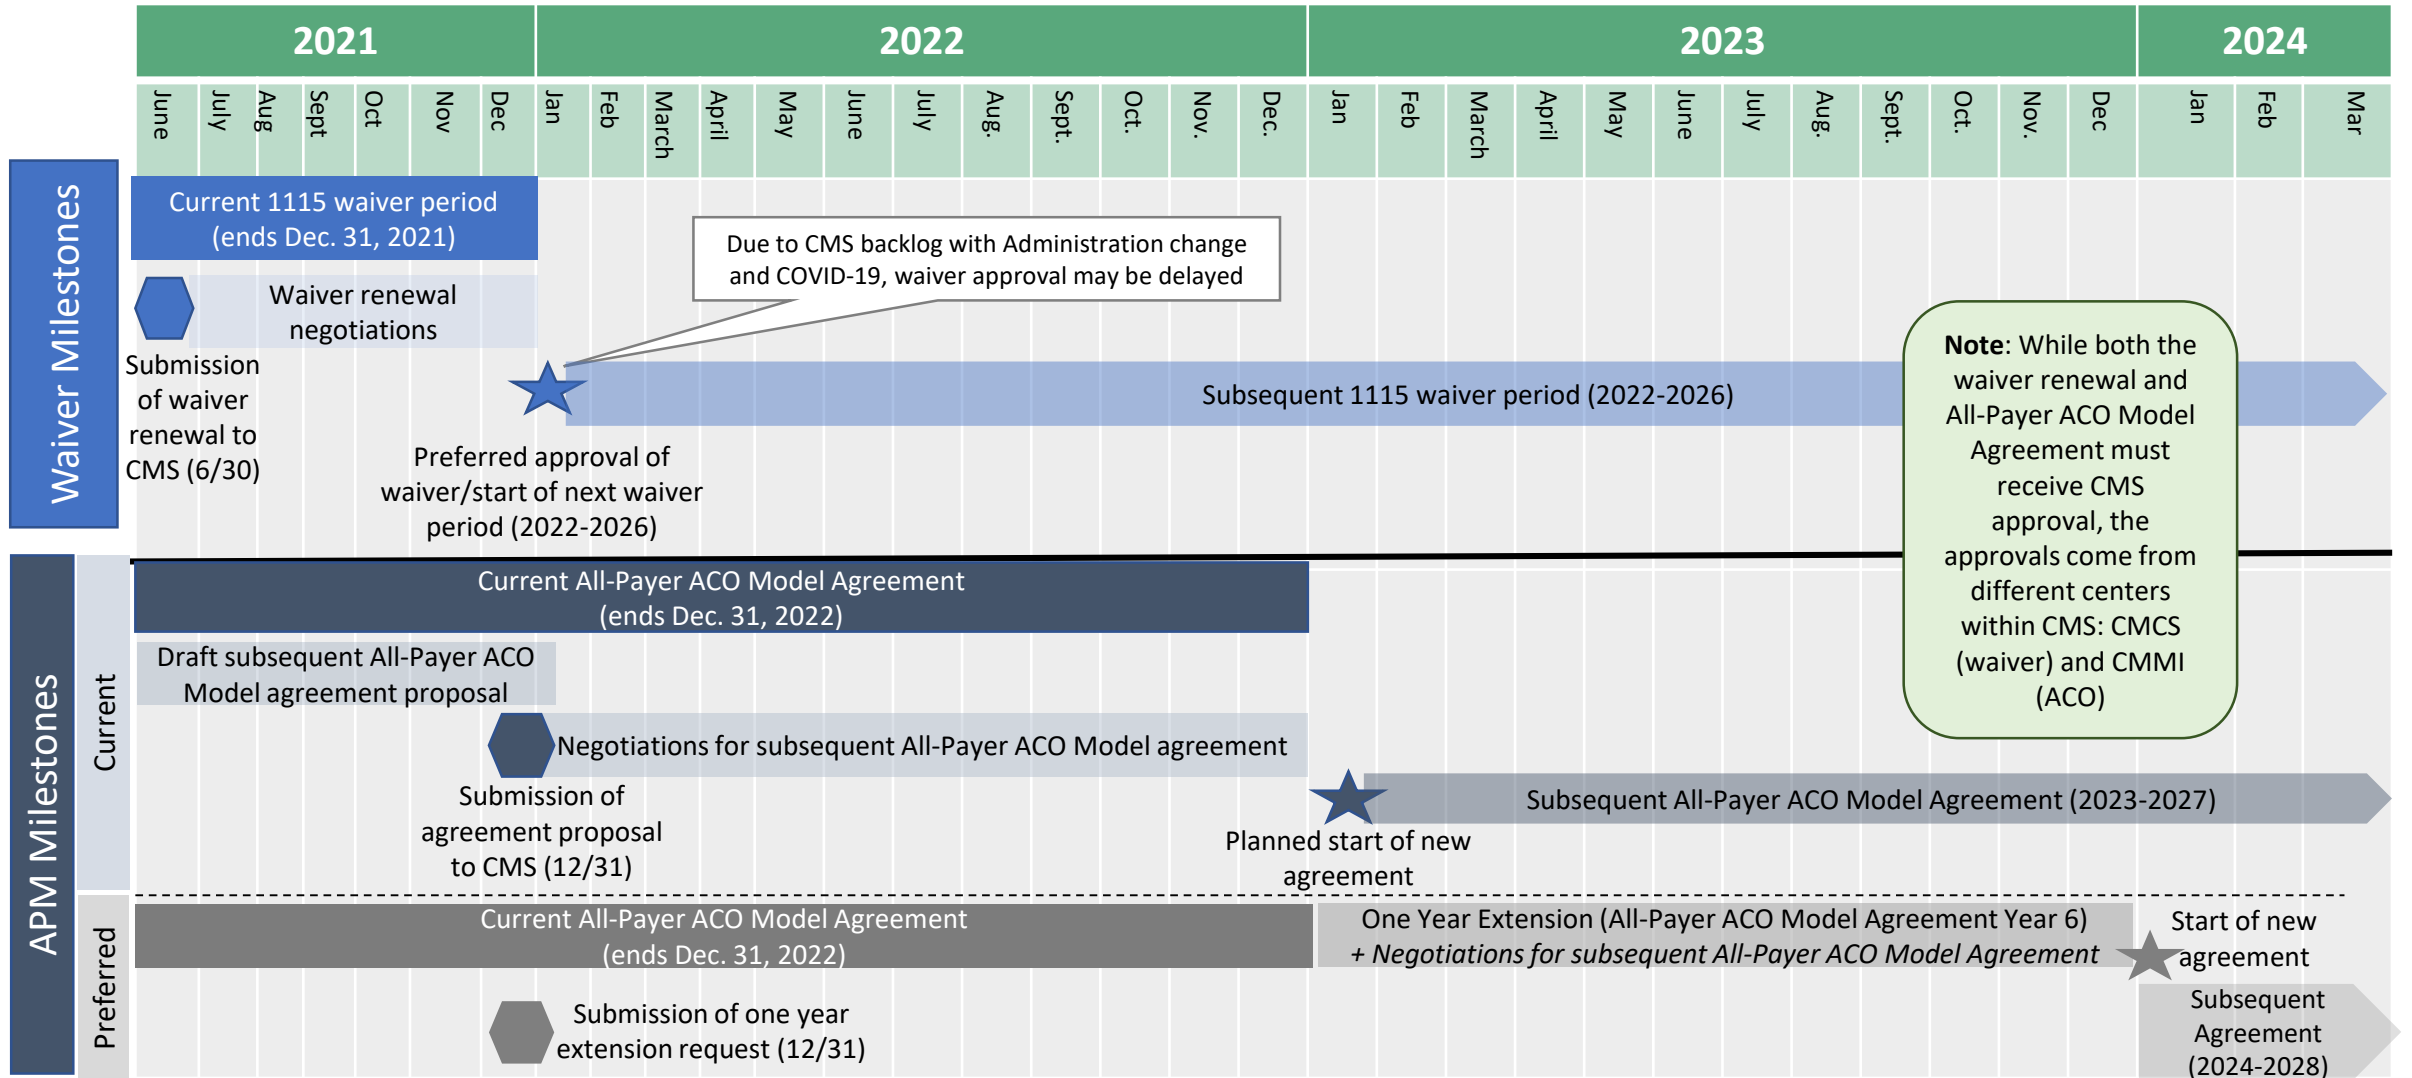 2021
2022
2023
2024
June
July
Aug
Sept
Oct
Nov
Dec
Jan
Feb
March
April
May
June
July
Aug.
Sept.
Oct.
Nov.
Dec.
Jan
Feb
March
April
May
June
July
Aug.
Sept.
Oct.
Nov.
Dec
Jan
Feb
Mar
Waiver Milestones
Current 1115 waiver period
(ends Dec. 31, 2021)
Waiver renewal
negotiations
Submission
of waiver
renewal to
CMS (6/30)
Due to CMS backlog with Administration change
and COVID-19, waiver approval may be delayed
Subsequent 1115 waiver period (2022-2026)
Preferred approval of
waiver/start of next waiver
period (2022-2026)
Note: While both the
waiver renewal and
All-Payer ACO Model
Agreement must
receive CMS
approval, the
approvals come from
different centers
within CMS: CMCS
(waiver) and CMMI
(ACO)
APM Milestones
Current
Current All-Payer ACO Model Agreement
(ends Dec. 31, 2022)
Draft subsequent All-Payer ACO
Model agreement proposal
Negotiations for subsequent All-Payer ACO Model agreement
Submission of
agreement proposal
to CMS (12/31)
Subsequent All-Payer ACO Model Agreement (2023-2027)
Planned start of new
agreement
Preferred
Current All-Payer ACO Model Agreement
(ends Dec. 31, 2022)
One Year Extension (All-Payer ACO Model Agreement Year 6)
+ Negotiations for subsequent All-Payer ACO Model Agreement
Start of new
agreement
Submission of one year
extension request (12/31)
Subsequent
Agreement
(2024-2028)